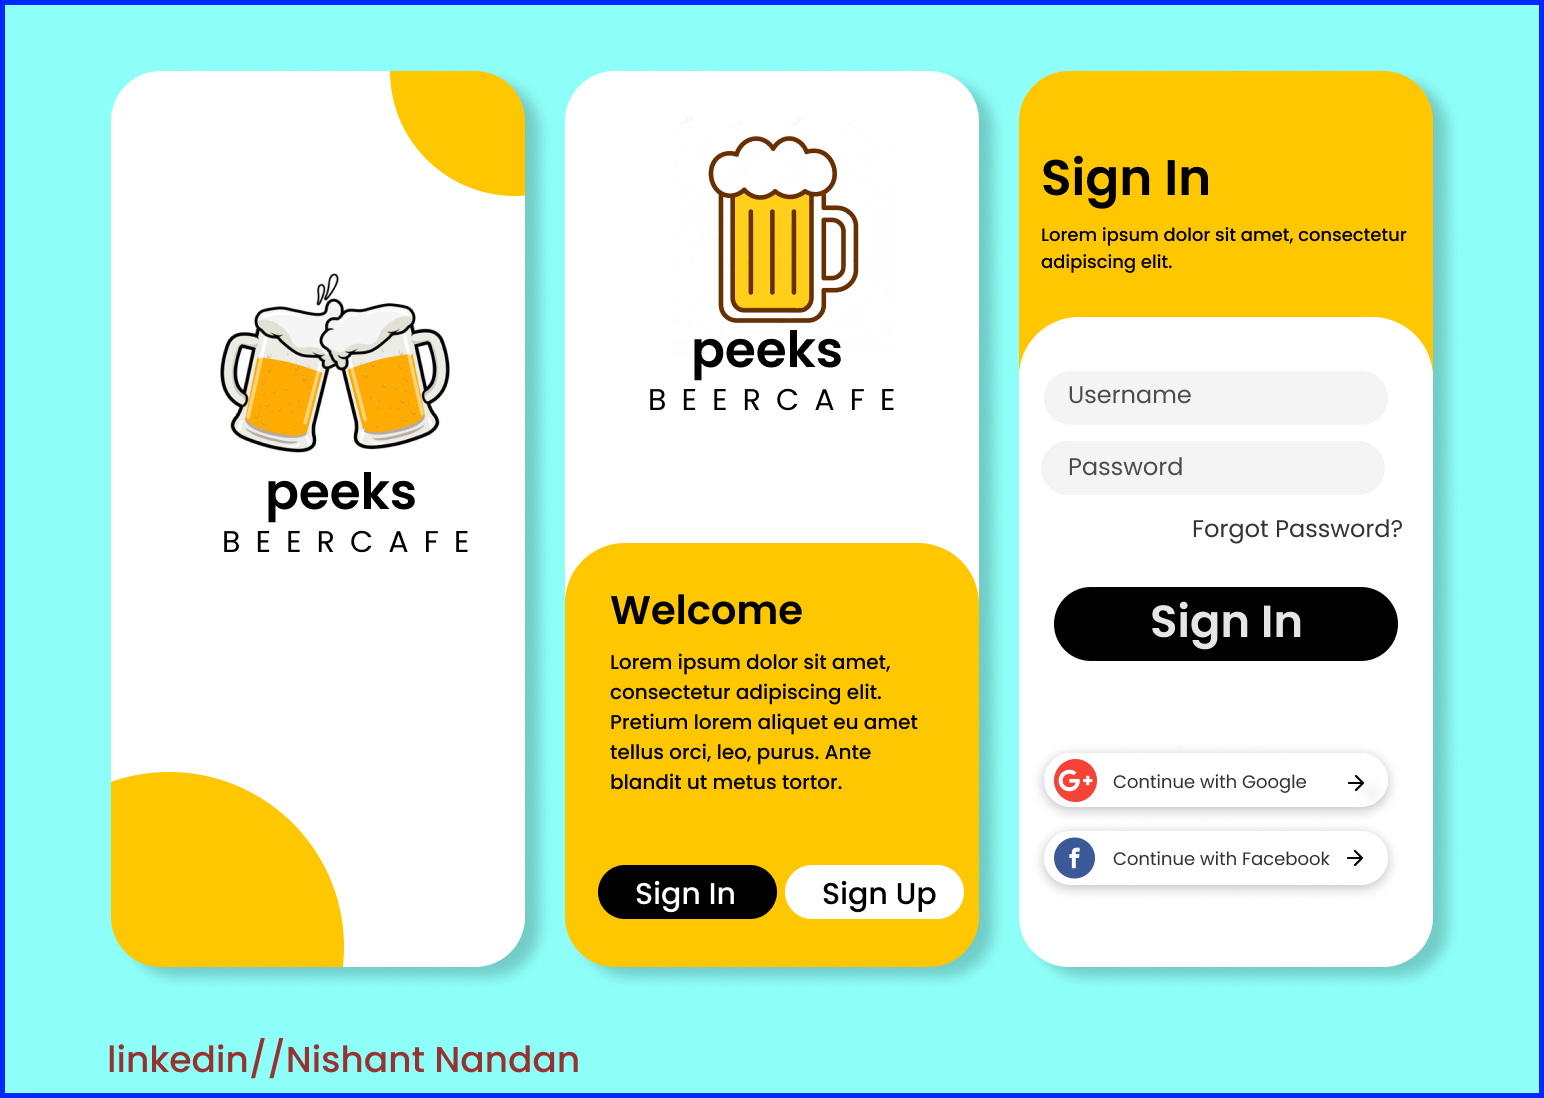 peeks
BEERCAFE
peeks
BEERCAFE
Welcome
Lorem ipsum dolor sit amet,
consectetur adipiscing elit.
Pretium lorem aliquet eu amet
tellus orci, leo, purus. Ante
blandit ut metus tortor.
Sign In
Sign Up
Sign In
Lorem ipsum dolor sit amet, consectetur
adipiscing elit.
Username
Password
Forgot Password?
Sign In
G+
Continue with Google
f
Continue with Facebook
linkedin//Nishant Nandan